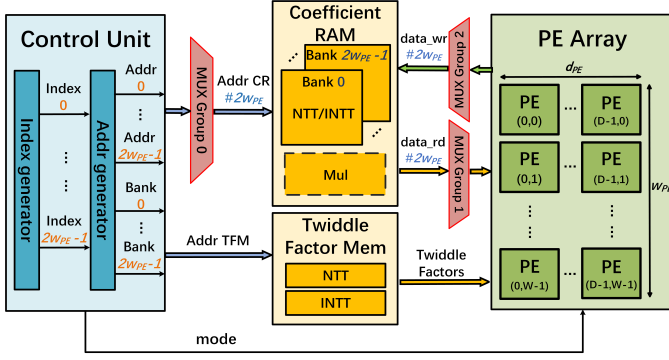 Control Unit
Index generator
Index
0
...
...
Index
2wPE-1
Addr generator
Addr
0
...
Addr
2wPE-1
Bank
0
...
Bank
2wPE-1
MUX Group 0
Addr CR
#2wPE
Addr TFM
Coefficient
RAM
...
Bank 2wPE-1
Bank 0
NTT/INTT
...
Mul
Twiddle
Factor Mem
NTT
INTT
data_wr
#2wPE
MUX Group 2
data_rd
#2wPE
MUX Group 1
Twiddle
Factors
PE Array
dPE
wPE
PE
(0,0)
...
PE
(D-1,0)
PE
(0,1)
...
PE
(D-1,1)
...
...
PE
(0,W-1)
...
PE
(D-1,W-1)
mode